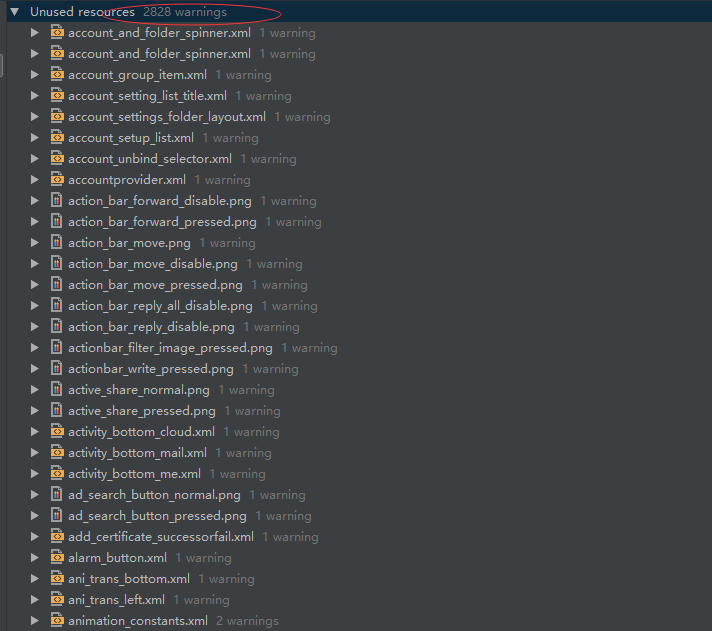 Unused resources 2828 warnings
account_and_folder_spinner.xml 1 warning
account_and_folder_spinner.xml 1 warning
account_group_item.xml 1 warning
account_setting_list_title.xml 1 warning
account_settings_folder_layout.xml 1 warning
account_setup_list.xml 1 warning
account_unbind_selector.xml 1 warning
accountprovider.xml 1 warning
action_bar_forward_disable.png 1 warning
action_bar_forward_pressed.png 1 warning
action_bar_move.png 1 warning
action_bar_move_disable.png 1 warning
action_bar_move_pressed.png 1 warning
action_bar_reply_all_disable.png 1 warning
action_bar_reply_disable.png 1 warning
actionbar_filter_image_pressed.png 1 warning
actionbar_write_pressed.png 1 warning
active_share_normal.png 1 warning
active_share_pressed.png 1 warning
activity_bottom_cloud.xml 1 warning
activity_bottom_mail.xml 1 warning
activity_bottom_me.xml 1 warning
ad_search_button_normal.png 1 warning
ad_search_button_pressed.png 1 warning
add_certificate_successorfail.xml 1 warning
alarm_button.xml 1 warning
ani_trans_bottom.xml 1 warning
ani_trans_left.xml 1 warning
animation_constants.xml 2 warnings